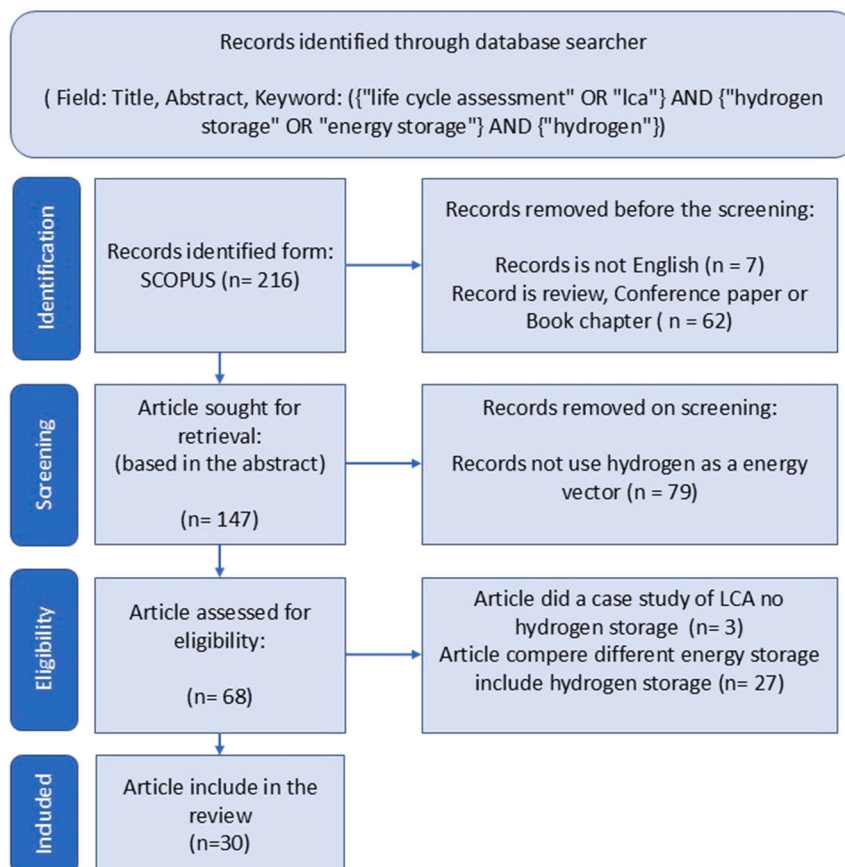 Records identified through database searcher
( Field: Title, Abstract, Keyword: ({"life cycle assessment" OR "lca"} AND {"hydrogen
storage" OR "energy storage"} AND {"hydrogen"})
Identification
Records identified form:
SCOPUS (n= 216)
Records removed before the screening:
Records is not English (n = 7)
Record is review, Conference paper or
Book chapter ( n = 62)
Screening
Article sought for
retrieval:
(based in the abstract)
(n= 147)
Records removed on screening:
Records not use hydrogen as a energy
vector (n = 79)
Eligibility
Article assessed for
eligibility:
(n= 68)
Article did a case study of LCA no
hydrogen storage (n= 3)
Article compere different energy storage
include hydrogen storage (n= 27)
Included
Article include in the
review
(n=30)